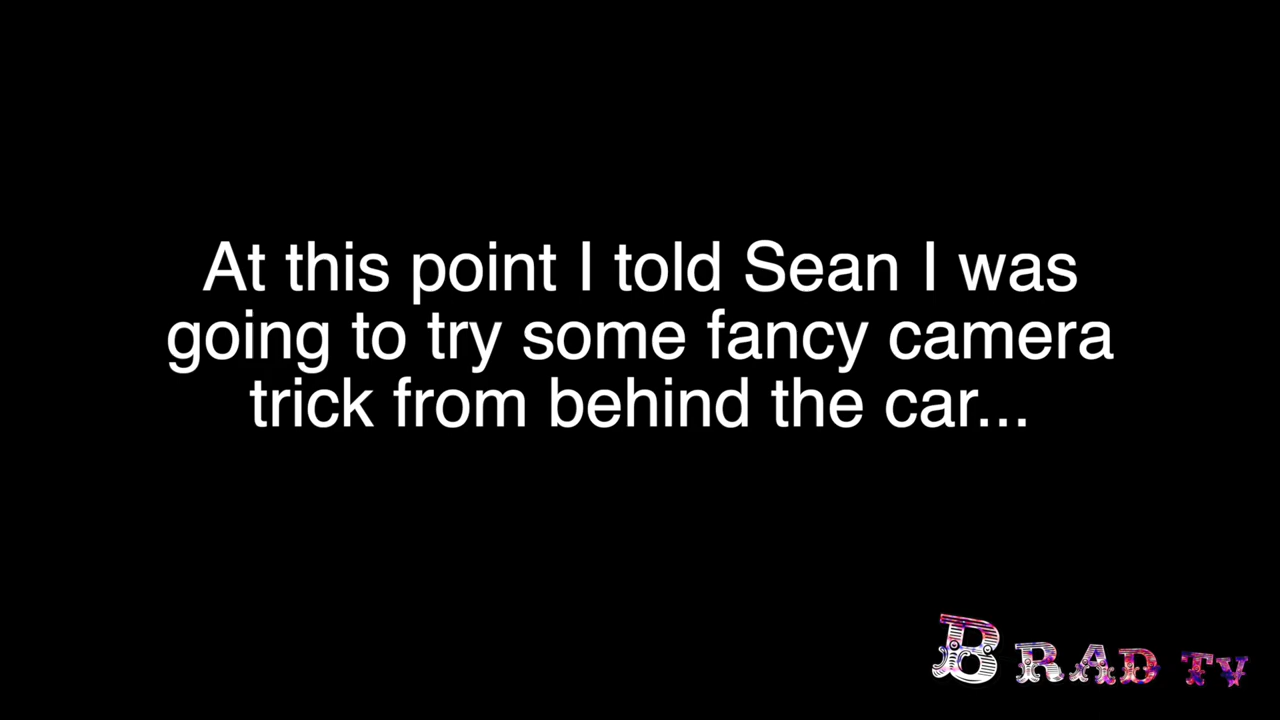 At this point I told Sean I was
going to try some fancy camera
trick from behind the car...
BRAD TV